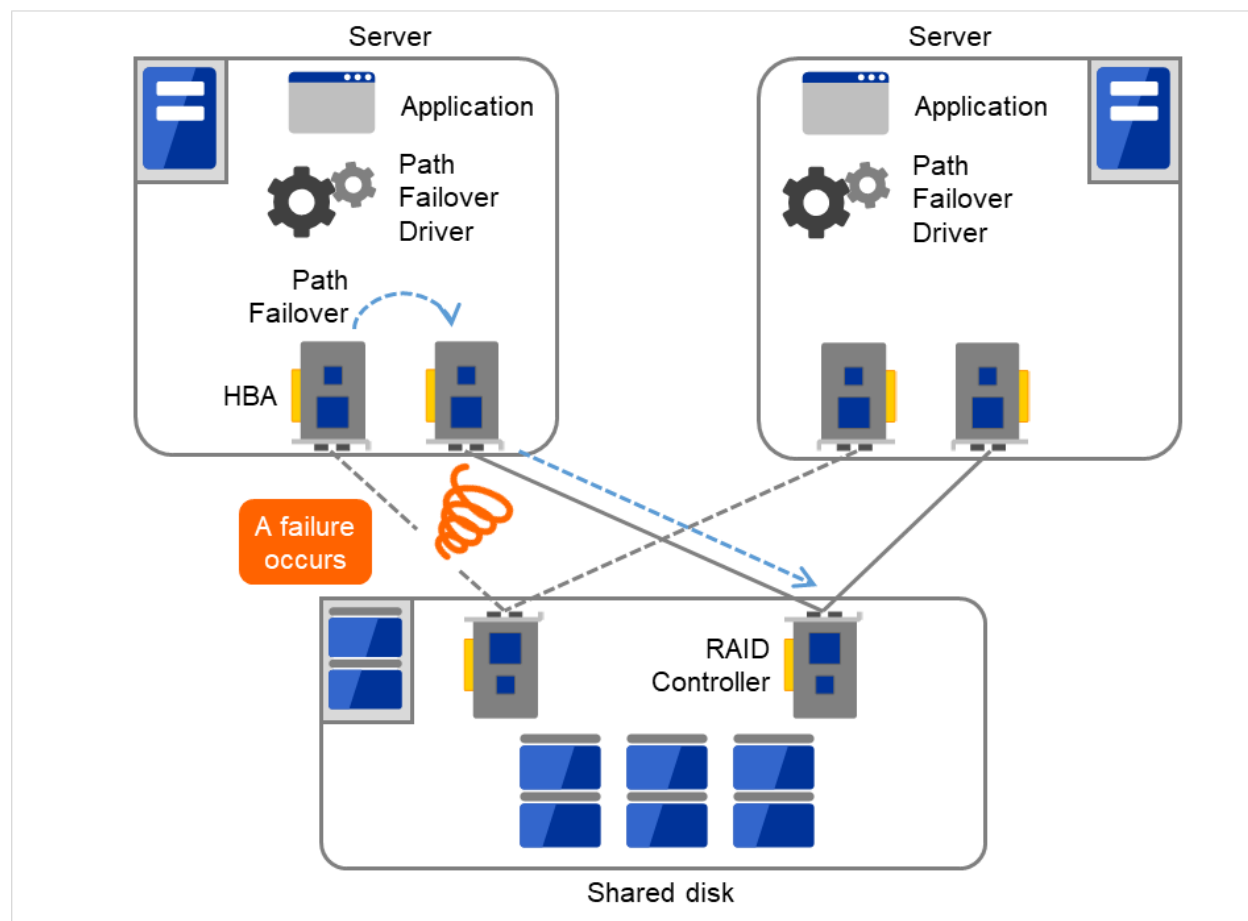 Server
Server
Application
Path
Failover
Driver
Application
Path
Failover
Driver
Path
Failover
HBA
A failure
occurs
RAID
Controller
Shared disk